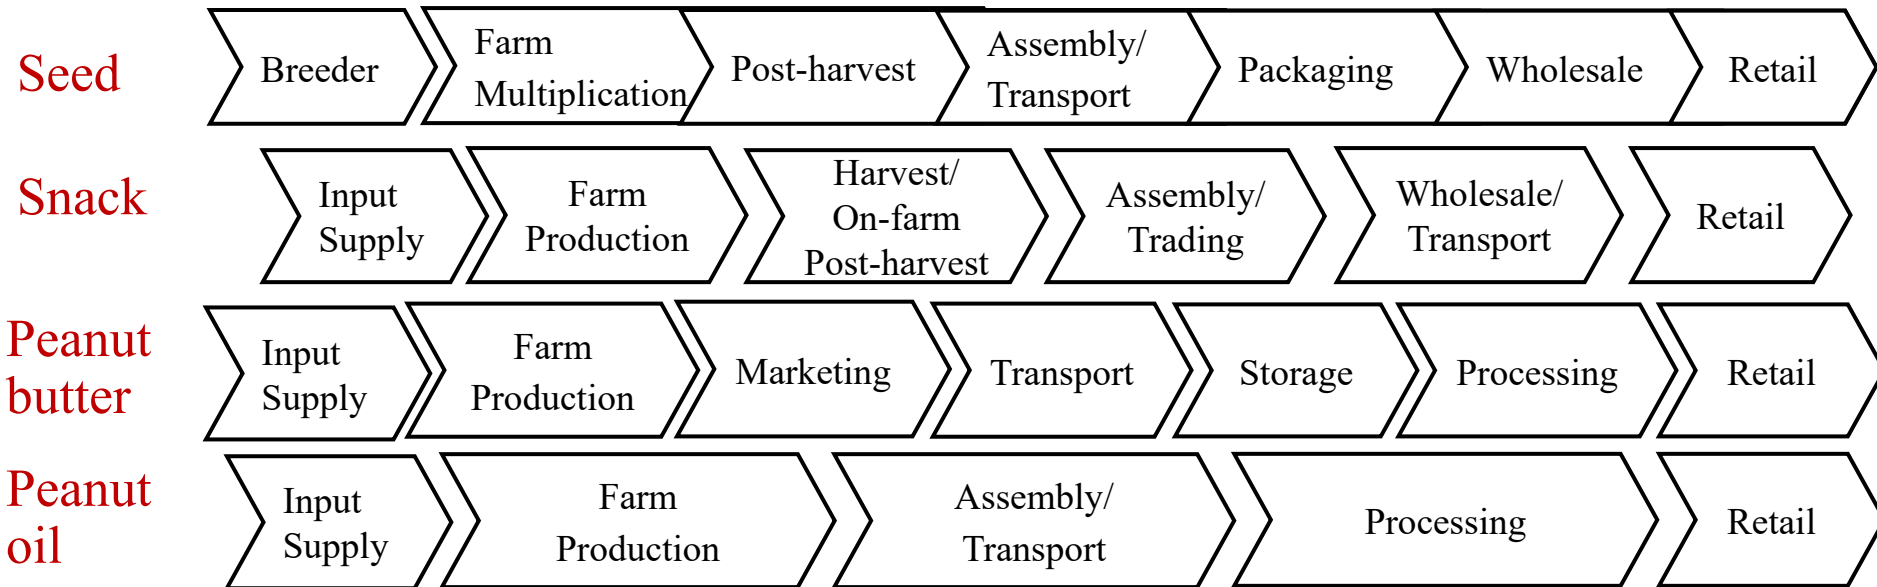 Seed
Breeder
Farm
Multiplication
Post-harvest
Assembly/
Transport
Packaging
Wholesale
Retail
Snack
Input
Supply
Farm
Production
Harvest/
On-farm
Post-harvest
Assembly/
Trading
Wholesale/
Transport
Retail
Peanut
butter
Input
Supply
Farm
Production
Marketing
Transport
Storage
Processing
Retail
Peanut
oil
Input
Supply
Farm
Production
Assembly/
Transport
Processing
Retail